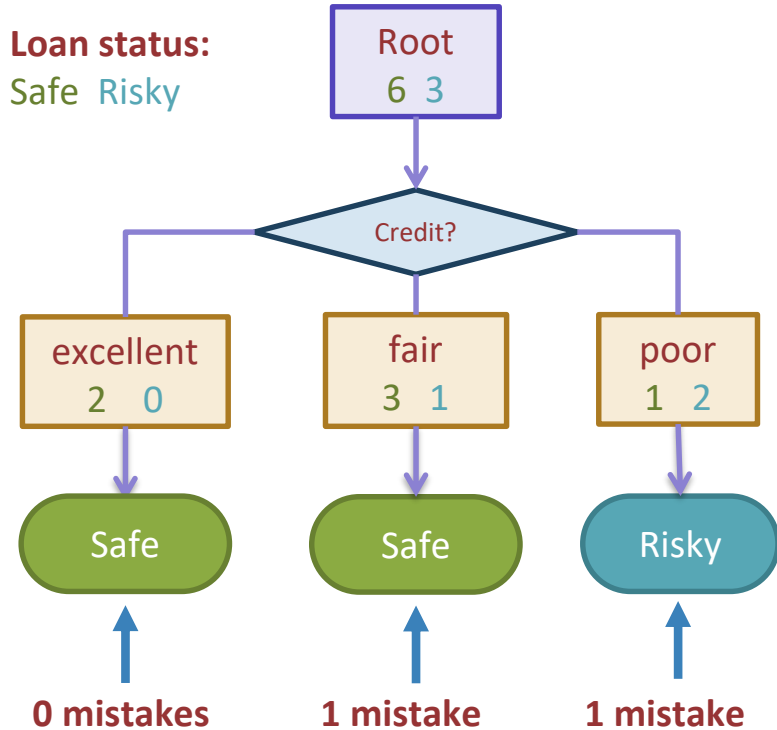 Loan status:
Safe Risky
Root
6 3
Credit?
excellent
2 0
fair
3 1
poor
1 2
Safe
Safe
Risky
0 mistakes
1 mistake
1 mistake